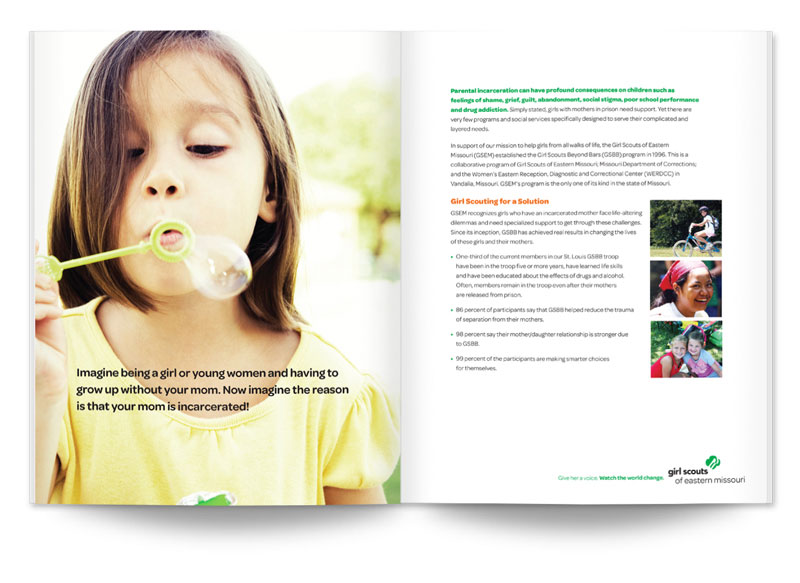 Imagine being a girl or young women and having to
grow up without your mom. Now imagine the reason
is that your mom is incarcerated!
Parental incarceration can have profound consequences on children such as
feelings of shame, grief, guilt, abandonment, social stigma, poor school performance
and drug addiction. Simply stated, girls with mothers in prison need support. Yet there are
very few programs and social services specifically designed to serve their complicated and
layered needs.
In support of our mission to help girls from all walks of life, the Girl Scouts of Eastern
Missouri (GSEM) established the Girl Scouts Beyond Bars (GSBB) program in 1996. This is a
collaborative program of Girl Scouts of Eastern Missouri; Missouri Department of Corrections;
and the Women's Eastern Reception, Diagnostic and Correctional Center (WERDCC) in
Vandalia, Missouri. GSEM's program is the only one of its kind in the state of Missouri.
Girl Scouting for a Solution
GSEM recognizes girls who have an incarcerated mother face life-altering
dilemmas and need specialized support to get through these challenges.
Since its inception, GSBB has achieved real results in changing the lives
of these girls and their mothers.
• One-third of the current members in our St. Louis GSBB troop
have been in the troop five or more years, have learned life skills
and have been educated about the effects of drugs and alcohol.
Often, members remain in the troop even after their mothers
are released from prison.
• 86 percent of participants say that GSBB helped reduce the trauma
of separation from their mothers.
• 98 percent say their mother/daughter relationship is stronger due
to GSBB.
• 99 percent of the participants are making smarter choices
for themselves.
Give her a voice. Watch the world change.
girl scouts
of eastern missouri